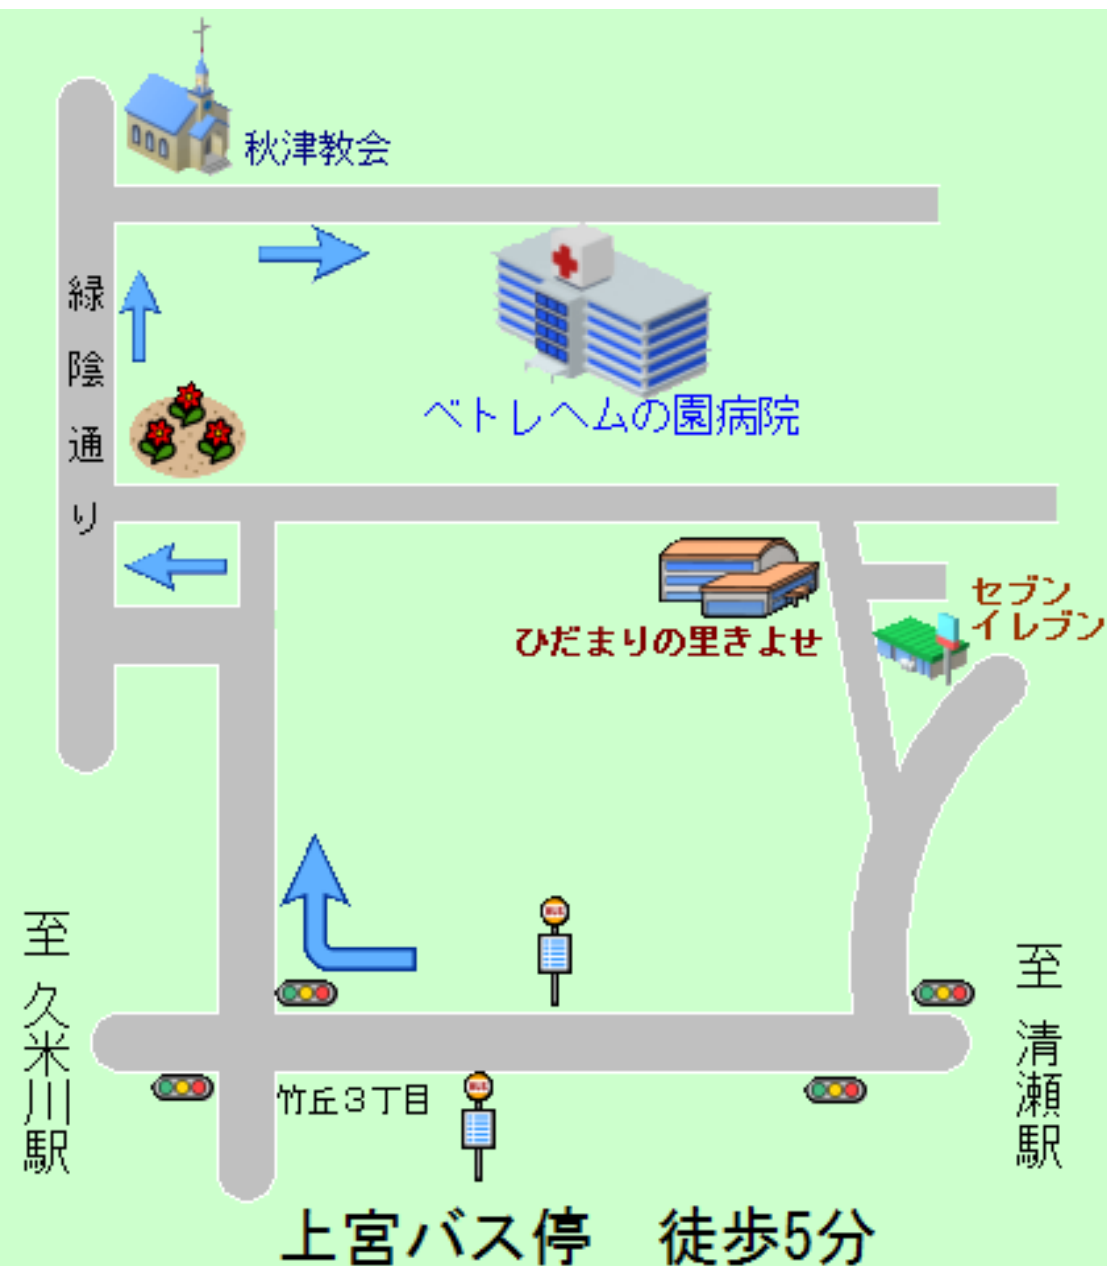 秋津教会
緑陰通り
ベトレヘムの園病院
セブン
イレブン
ひだまりの里きよせ
BUS
至 久米川駅
至 清瀬駅
竹丘3丁目
BUS
上宮バス停 徒歩5分